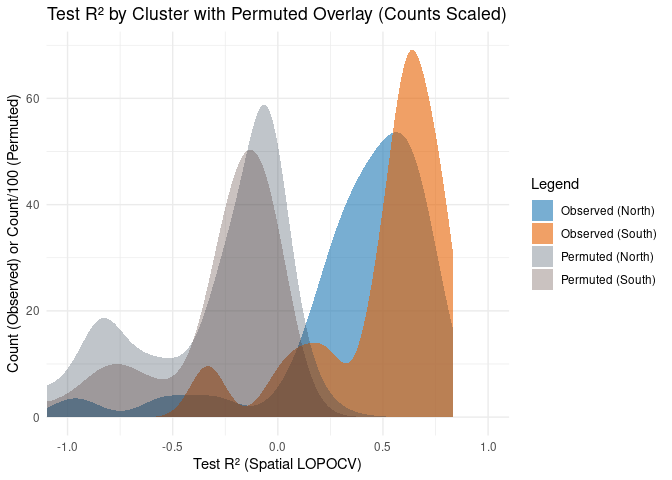 Test R² by Cluster with Permuted Overlay (Counts Scaled)
Count (Observed) or Count/100 (Permuted)
60
40
20
0
-1.0 -0.5 0.0 0.5 1.0
Test R² (Spatial LOPOCV)
Legend
Observed (North)
Observed (South)
Permuted (North)
Permuted (South)